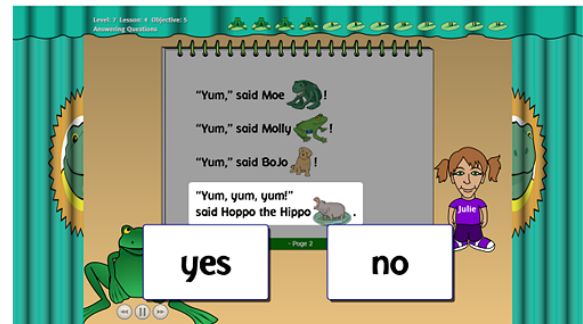 Level: 7 Lesson: 4 Objective: 5
Answering Questions
"Yum," said Moe !
"Yum," said Molly !
"Yum," said BoJo !
"Yum, yum, yum!"
said Hoppo the Hippo .
Julie
- Page 2
yes
no